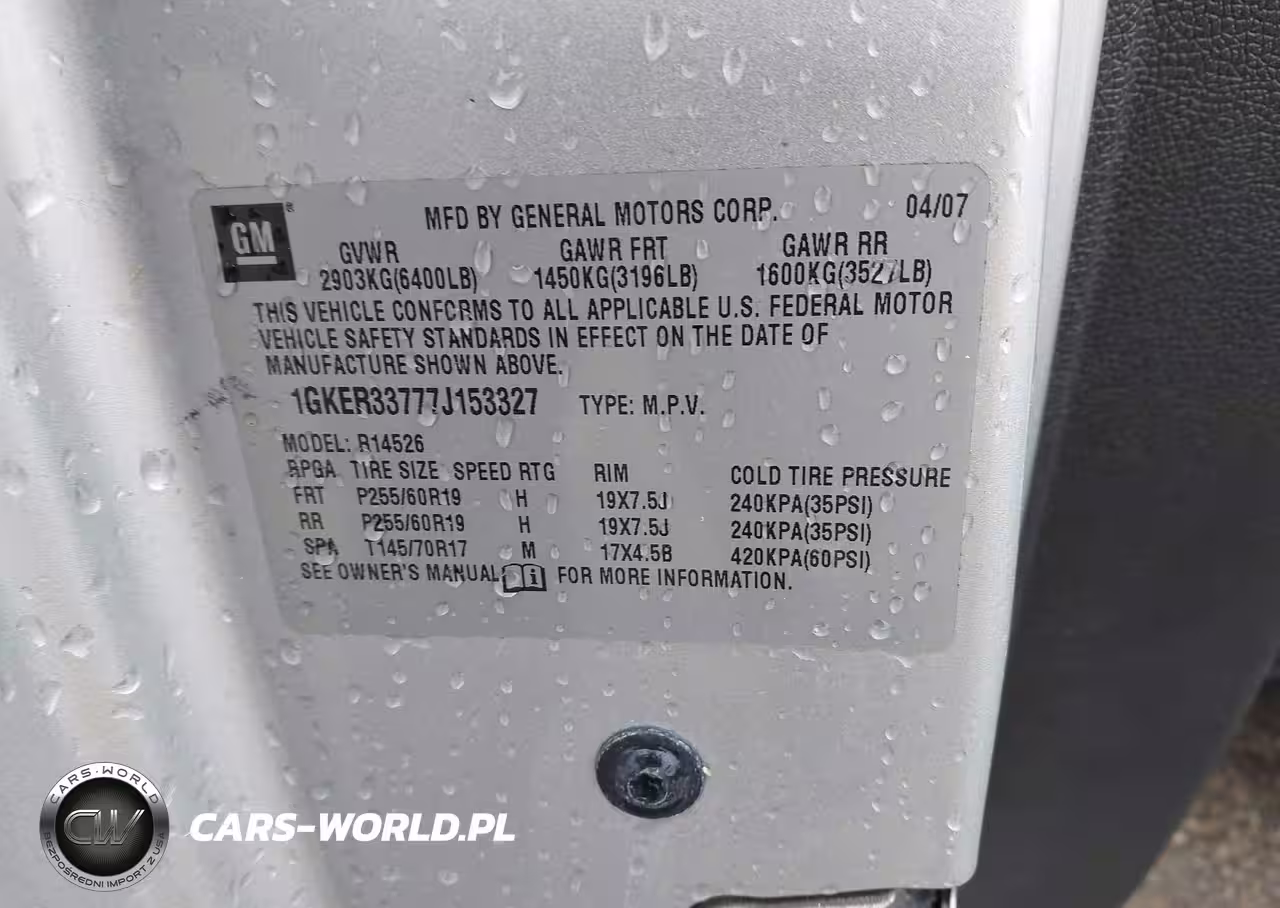 GM
MFD BY GENERAL MOTORS CORP. 04/07
GVWR GAWR FRT GAWR RR
2903KG(6400LB) 1450KG(3196LB) 1600KG(3527LB)
THIS VEHICLE CONFORMS TO ALL APPLICABLE U.S. FEDERAL MOTOR
VEHICLE SAFETY STANDARDS IN EFFECT ON THE DATE OF
MANUFACTURE SHOWN ABOVE.
1GKER33777J153327 TYPE: M.P.V.
MODEL: R14526
RPGA TIRE SIZE SPEED RTG RIM COLD TIRE PRESSURE
FRT P255/60R19 H 19X7.5J 240KPA(35PSI)
RR P255/60R19 H 19X7.5J 240KPA(35PSI)
SPA T145/70R17 M 17X4.5B 420KPA(60PSI)
SEE OWNER'S MANUAL i FOR MORE INFORMATION.
CARS-WORLD
CW
BEZPOŚREDNI IMPORT Z USA
CARS-WORLD.PL